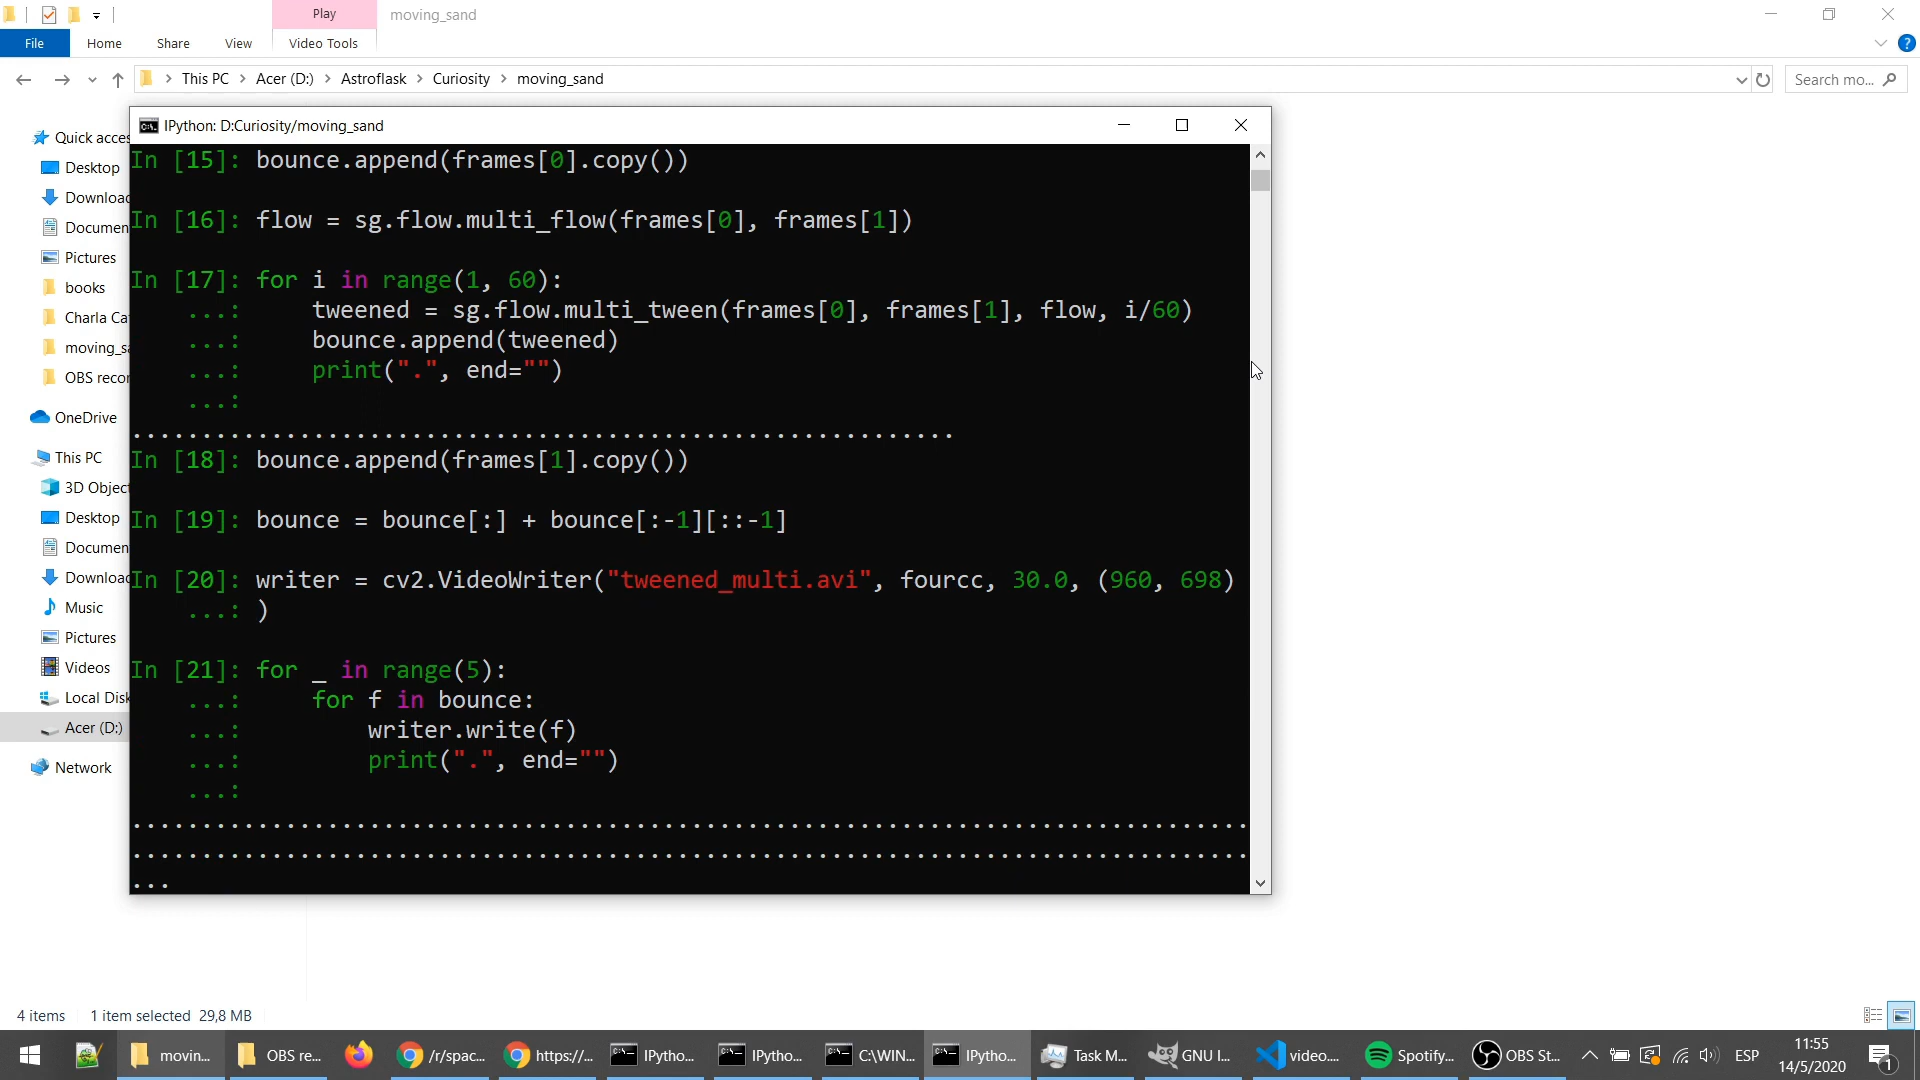 Play
moving_sand
File
Home
Share
View
Video Tools
This PC > Acer (D:) > Astroflask > Curiosity > moving_sand
Search mo...
Quick acces
Desktop
Downloac
Documen
Pictures
books
Charla Ca
moving_sa
OBS recor
OneDrive
This PC
3D Object
Desktop
Documen
Downloac
Music
Pictures
Videos
Local Disk
Acer (D:)
Network
IPython: D:Curiosity/moving_sand
In [15]: bounce.append(frames[0].copy())
In [16]: flow = sg.flow.multi_flow(frames[0], frames[1])
In [17]: for i in range(1, 60):
...:     tweened = sg.flow.multi_tween(frames[0], frames[1], flow, i/60)
...:     bounce.append(tweened)
...:     print(".", end="")
...:
...........................................................
In [18]: bounce.append(frames[1].copy())
In [19]: bounce = bounce[:] + bounce[:-1][::-1]
In [20]: writer = cv2.VideoWriter("tweened_multi.avi", fourcc, 30.0, (960, 698)
...: )
In [21]: for _ in range(5):
...:     for f in bounce:
...:         writer.write(f)
...:         print(".", end="")
...:
................................................................................
................................................................................
...
4 items
1 item selected 29,8 MB
movin...
OBS re...
/r/spac...
https://...
IPytho...
IPytho...
C:\WIN...
IPytho...
Task M...
GNU I...
video...
Spotify...
OBS St...
ESP
11:55
14/5/2020
1